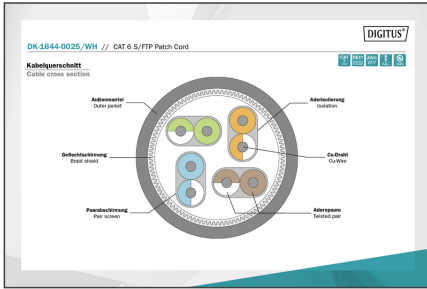 DIGITUS®
DK-1644-0025/WH // CAT 6 S/FTP Patch Cord
Kabelquerschnitt
Cable cross section
Außenmantel
Outer jacket
Geflechtschirmung
Braid shield
Paarabschirmung
Pair screen
Aderisolierung
Isolation
Cu-Draht
Cu-Wire
Aderspaare
Twisted pair